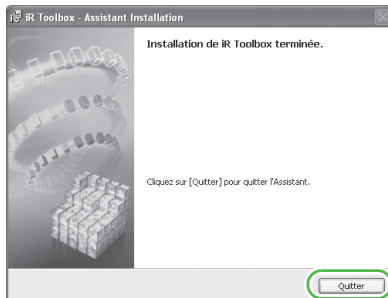 iR Toolbox - Assistant Installation
Installation de iR Toolbox terminée.
Cliquez sur [Quitter] pour quitter l'Assistant.
Quitter